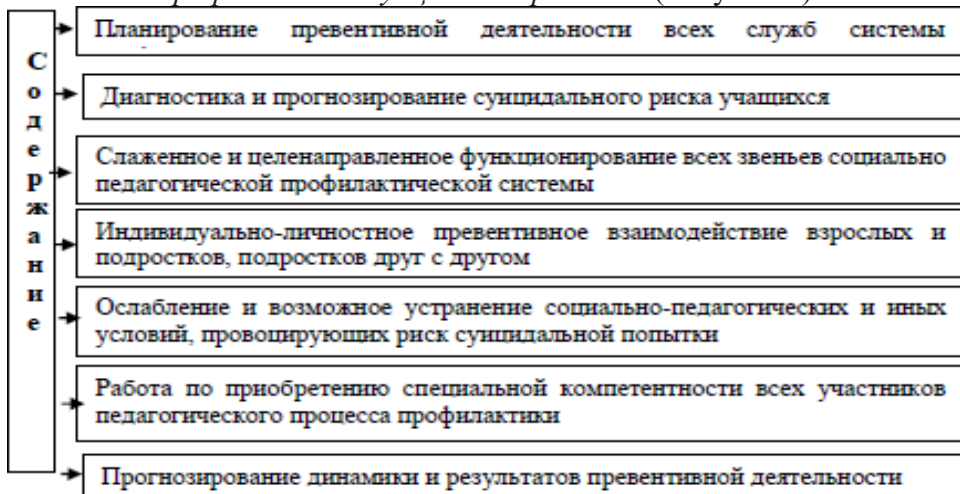 Содержание
Планирование превентивной деятельности всех служб системы
Диагностика и прогнозирование суицидального риска учащихся
Слаженное и целенаправленное функционирование всех звеньев социально
педагогической профилактической системы
Индивидуально-личностное превентивное взаимодействие взрослых и
подростков, подростков друг с другом
Ослабление и возможное устранение социально-педагогических и иных
условий, провоцирующих риск суицидальной попытки
Работа по приобретению специальной компетентности всех участников
педагогического процесса профилактики
Прогнозирование динамики и результатов превентивной деятельности